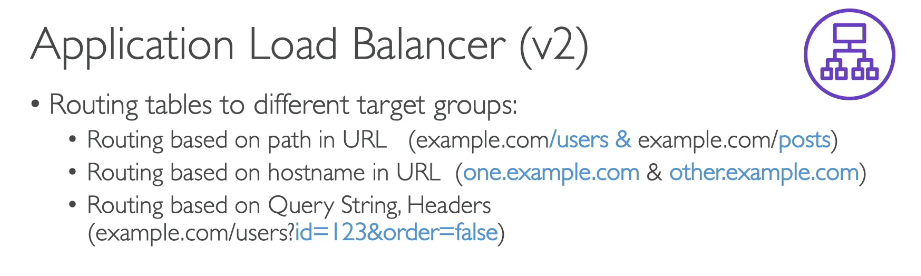 Application Load Balancer (v2)
• Routing tables to different target groups:
• Routing based on path in URL (example.com/users & example.com/posts)
• Routing based on hostname in URL (one.example.com & other.example.com)
• Routing based on Query String, Headers
(example.com/users?id=123&order=false)